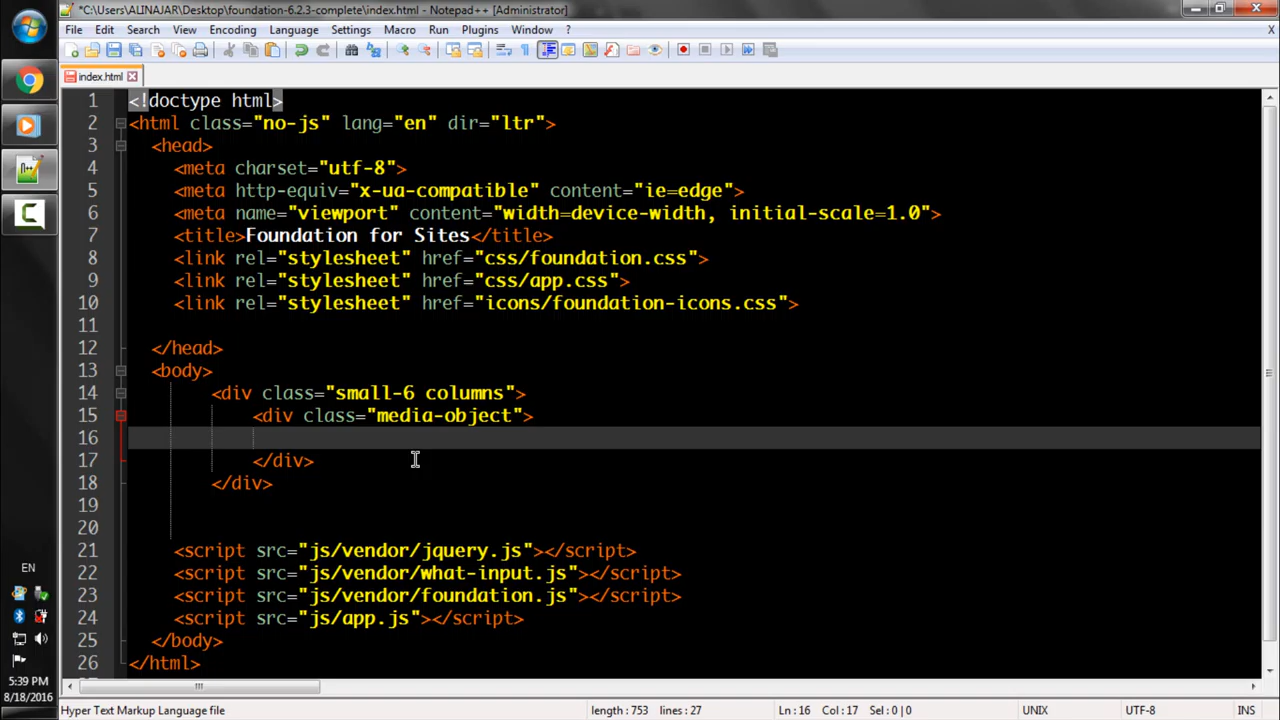 *C:\Users\ALINAJAR\Desktop\foundation-6.2.3-complete\index.html - Notepad++ [Administrator]
File Edit Search View Encoding Language Settings Macro Run Plugins Window ? X
index.html
1 <!doctype html>
2 <html class="no-js" lang="en" dir="ltr">
3 <head>
4 <meta charset="utf-8">
5 <meta http-equiv="x-ua-compatible" content="ie=edge">
6 <meta name="viewport" content="width=device-width, initial-scale=1.0">
7 <title>Foundation for Sites</title>
8 <link rel="stylesheet" href="css/foundation.css">
9 <link rel="stylesheet" href="css/app.css">
10 <link rel="stylesheet" href="icons/foundation-icons.css">
11
12 </head>
13 <body>
14 <div class="small-6 columns">
15 <div class="media-object">
16
17 </div>
18 </div>
19
20
21 <script src="js/vendor/jquery.js"></script>
22 <script src="js/vendor/what-input.js"></script>
23 <script src="js/vendor/foundation.js"></script>
24 <script src="js/app.js"></script>
25 </body>
26 </html>
EN
5:39 PM
8/18/2016
Hyper Text Markup Language file length : 753 lines : 27 Ln : 16 Col : 17 Sel : 0 | 0 UNIX UTF-8 INS